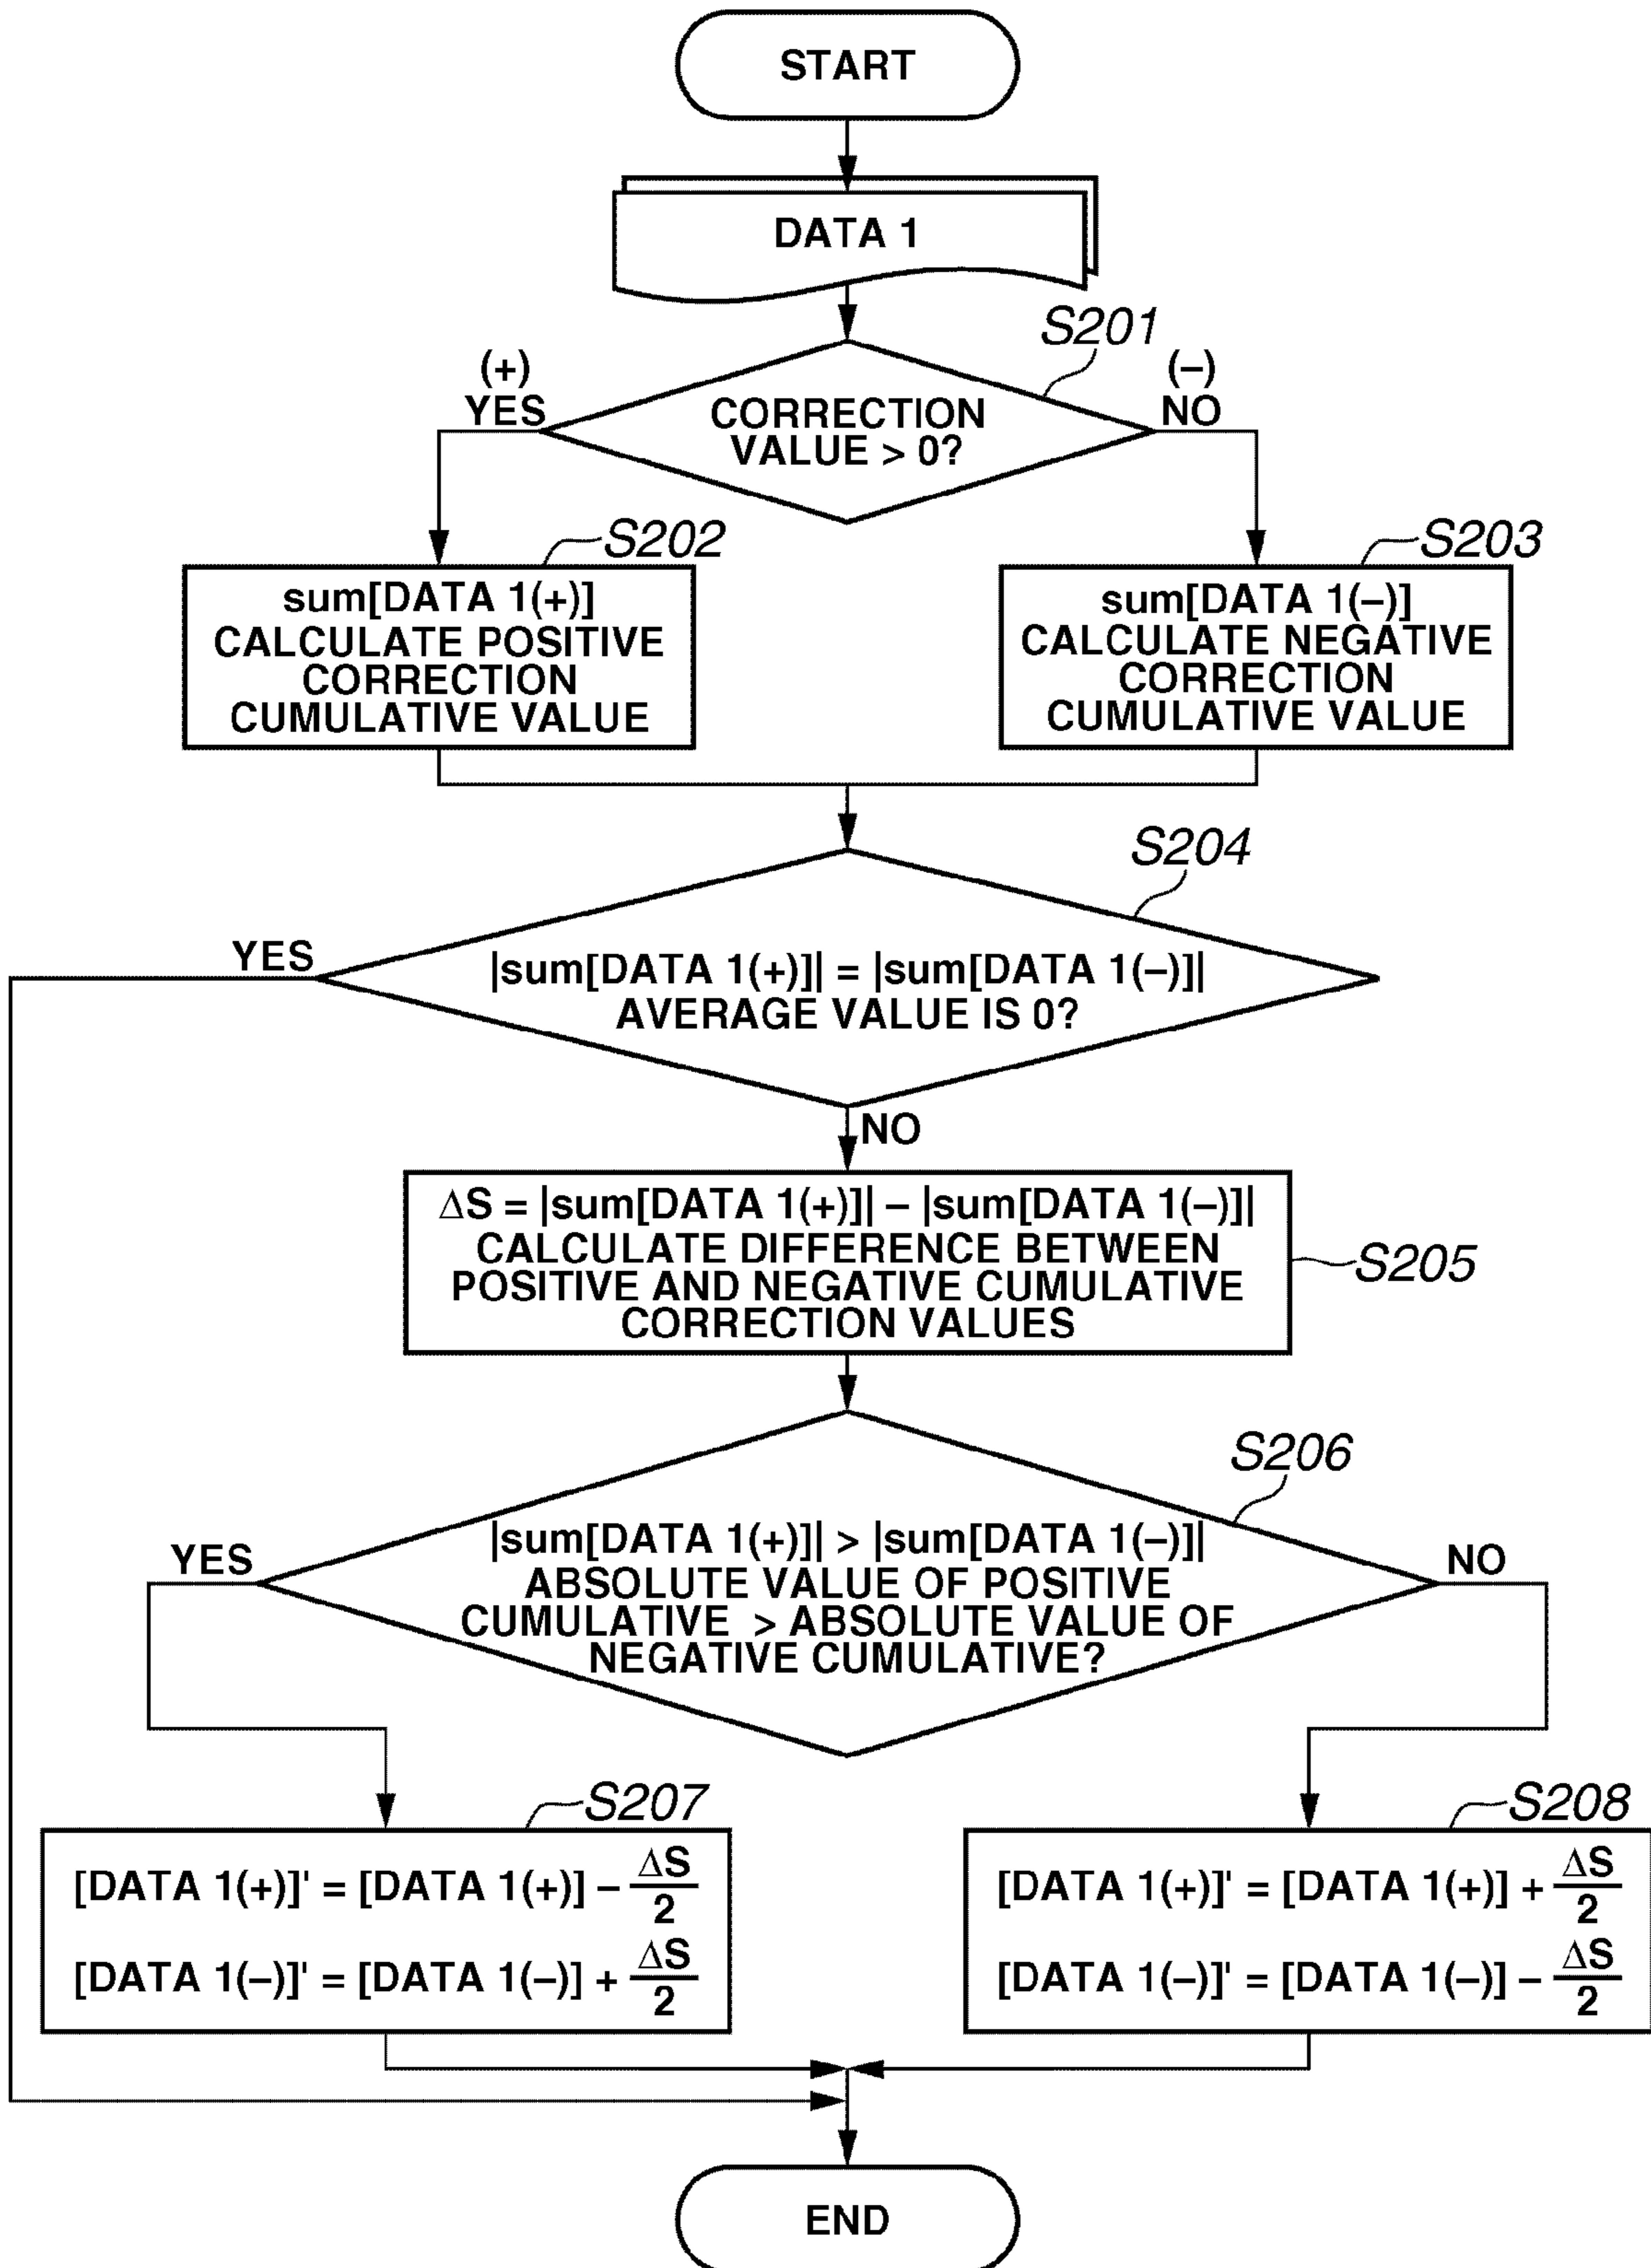 START
DATA 1
S201
(+)
YES
(–)
NO
CORRECTION
VALUE > 0?
S202
sum[DATA 1(+)]
CALCULATE POSITIVE
CORRECTION
CUMULATIVE VALUE
S203
sum[DATA 1(–)]
CALCULATE NEGATIVE
CORRECTION
CUMULATIVE VALUE
S204
YES
|sum[DATA 1(+)]| = |sum[DATA 1(–)]|
AVERAGE VALUE IS 0?
NO
ΔS = |sum[DATA 1(+)]| – |sum[DATA 1(–)]|
CALCULATE DIFFERENCE BETWEEN
POSITIVE AND NEGATIVE CUMULATIVE
CORRECTION VALUES
S205
S206
YES
|sum[DATA 1(+)]| > |sum[DATA 1(–)]|
ABSOLUTE VALUE OF POSITIVE
CUMULATIVE > ABSOLUTE VALUE OF
NEGATIVE CUMULATIVE?
NO
S207
[DATA 1(+)]' = [DATA 1(+)] – ΔS/2
[DATA 1(–)]' = [DATA 1(–)] + ΔS/2
S208
[DATA 1(+)]' = [DATA 1(+)] + ΔS/2
[DATA 1(–)]' = [DATA 1(–)] – ΔS/2
END